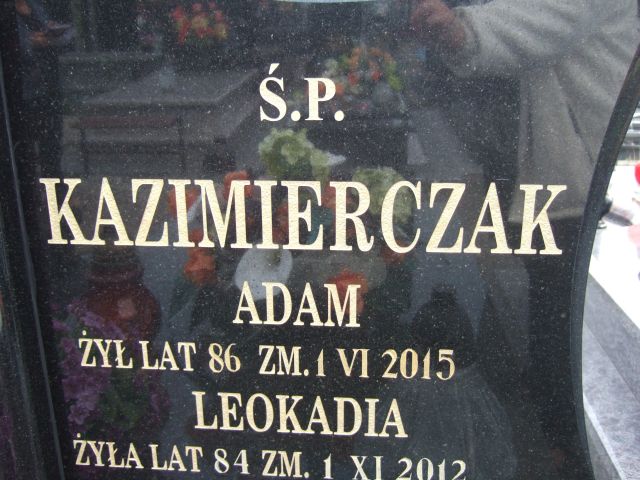 Ś.P.
KAZIMIERCZAK
ADAM
ŻYŁ LAT 86 ZM. 1 VI 2015
LEOKADIA
ŻYŁA LAT 84 ZM. 1 XI 2012